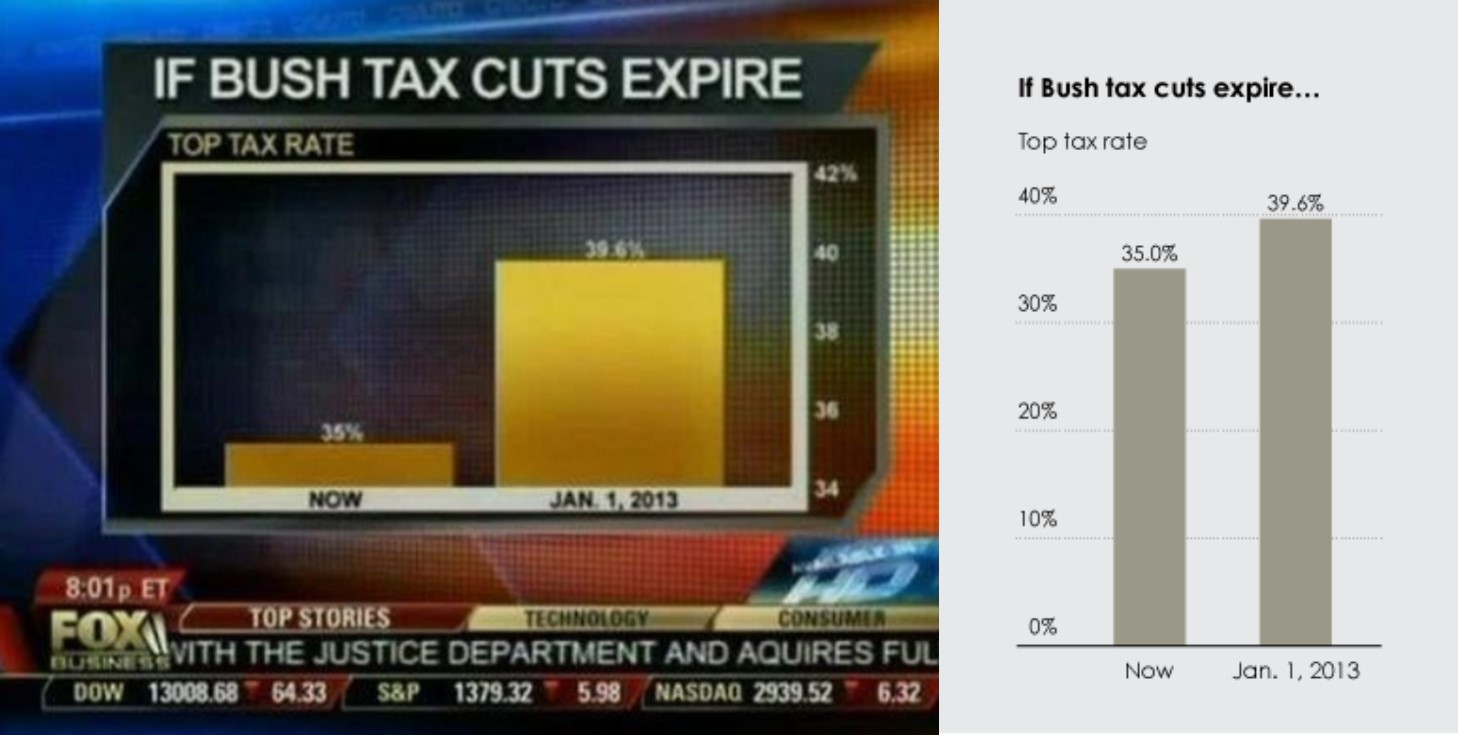 IF BUSH TAX CUTS EXPIRE
TOP TAX RATE
42%
40
38
36
34
39.6%
35%
NOW JAN. 1, 2013
8:01p ET
HD
FOX
BUSINESS
TOP STORIES TECHNOLOGY CONSUMER
WITH THE JUSTICE DEPARTMENT AND AQUIRES FUL
DOW 13008.68 64.33 S&P 1379.32 5.98 NASDAQ 2939.52 6.32
If Bush tax cuts expire...
Top tax rate
40%
30%
20%
10%
0%
35.0%
39.6%
Now Jan. 1, 2013